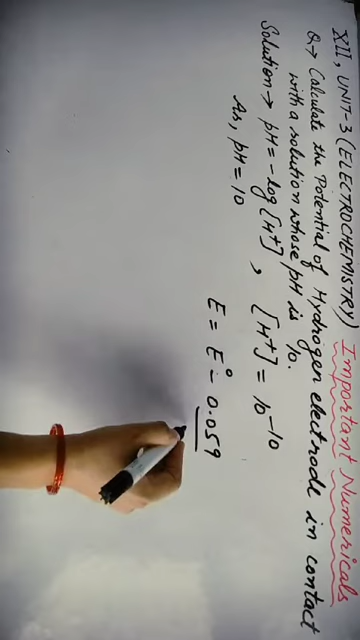 XII, UNIT-3 (ELECTROCHEMISTRY) Important Numericals
Q→ Calculate the Potential of Hydrogen electrode in contact
with a solution whose pH is 10.
Solution→ pH = -log[H⁺], [H⁺] = 10⁻¹⁰
As, pH = 10
E = E° - 0.059